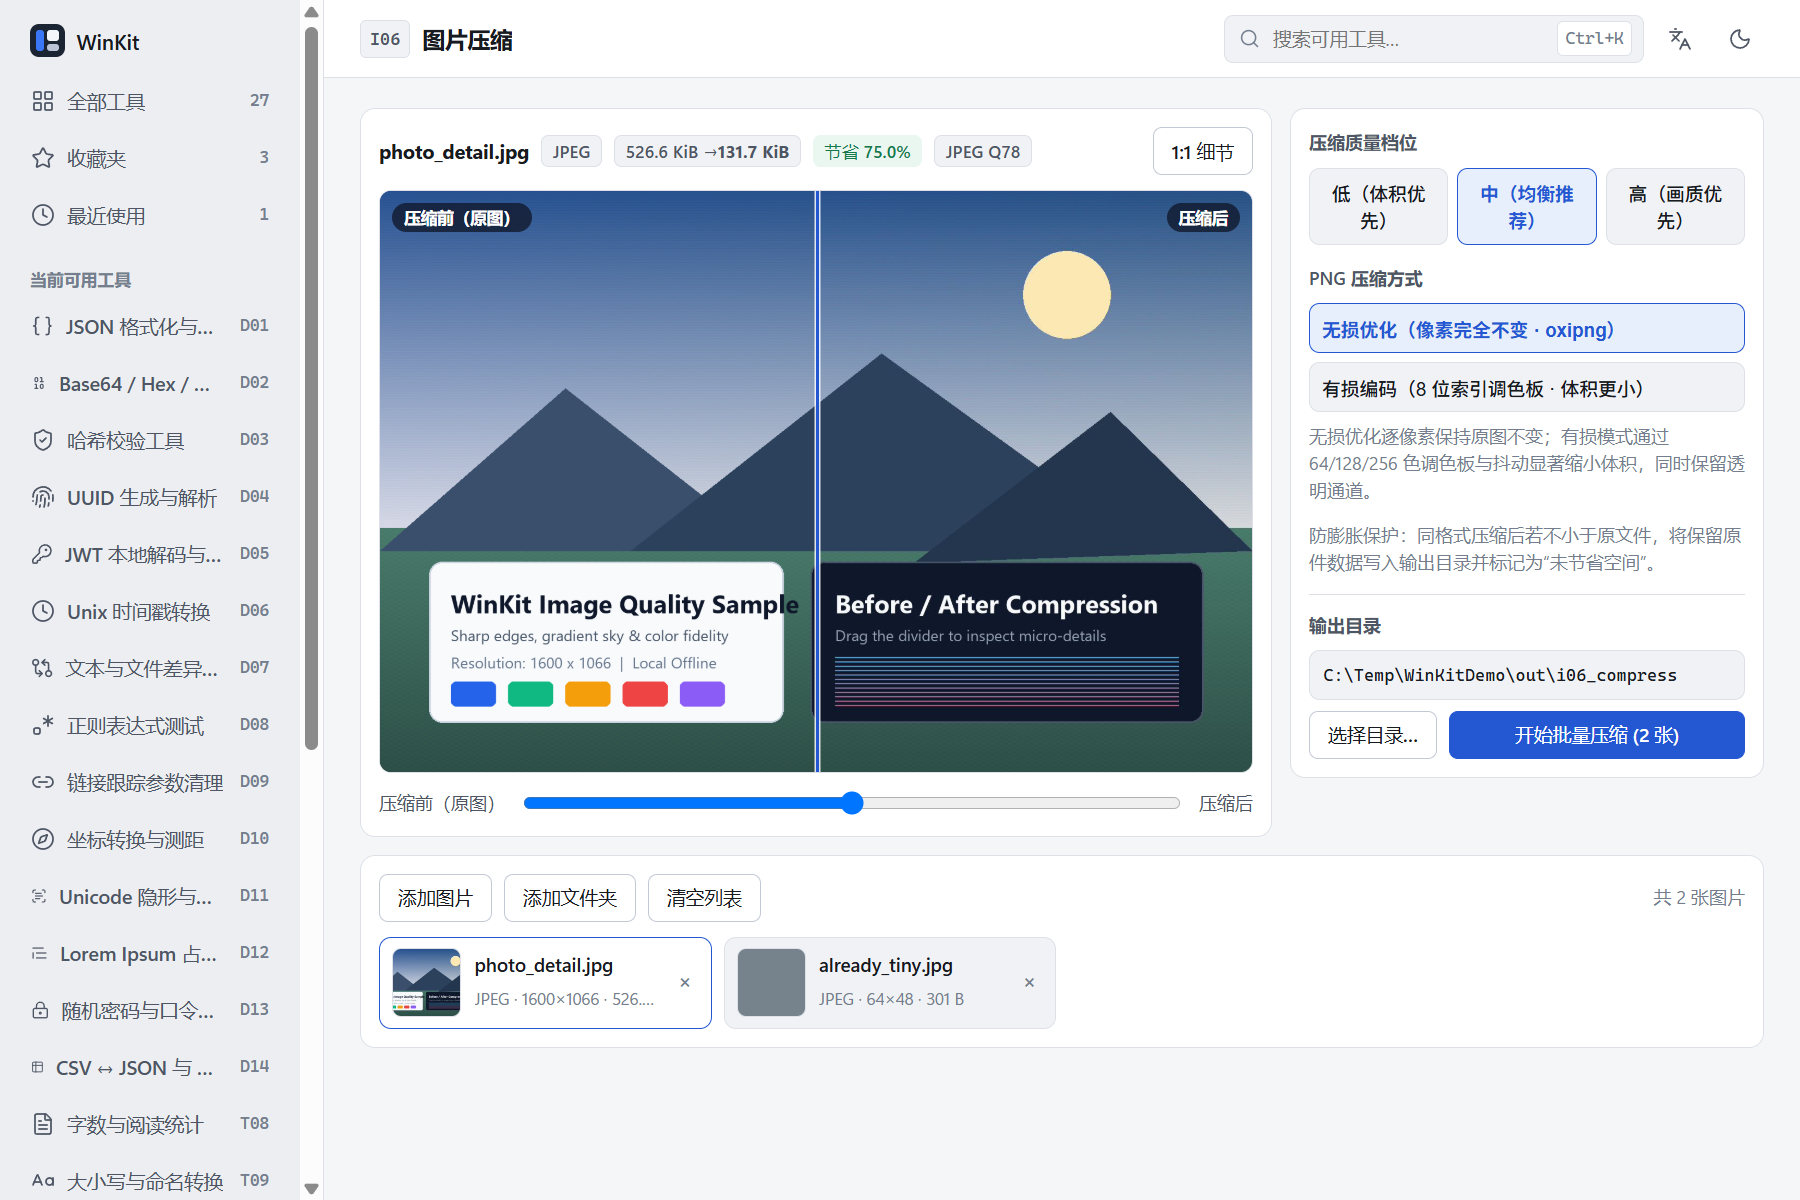 WinKit
全部工具 27
收藏夹 3
最近使用 1
当前可用工具
JSON 格式化与... D01
Base64 / Hex / ... D02
哈希校验工具 D03
UUID 生成与解析 D04
JWT 本地解码与... D05
Unix 时间戳转换 D06
文本与文件差异... D07
正则表达式测试 D08
链接跟踪参数清理 D09
坐标转换与测距 D10
Unicode 隐形与... D11
Lorem Ipsum 占... D12
随机密码与口令... D13
CSV ↔ JSON 与 ... D14
字数与阅读统计 T08
大小写与命名转换 T09
I06 图片压缩
搜索可用工具... Ctrl+K
photo_detail.jpg JPEG 526.6 KiB →131.7 KiB 节省 75.0% JPEG Q78 1:1 细节
压缩前（原图） 压缩后
WinKit Image Quality Sample
Sharp edges, gradient sky & color fidelity
Resolution: 1600 x 1066 | Local Offline
Before / After Compression
Drag the divider to inspect micro-details
压缩前（原图） 压缩后
压缩质量档位
低（体积优
先）
中（均衡推
荐）
高（画质优
先）
PNG 压缩方式
无损优化（像素完全不变 · oxipng）
有损编码（8 位索引调色板 · 体积更小）
无损优化逐像素保持原图不变；有损模式通过
64/128/256 色调色板与抖动显著缩小体积，同时保留透
明通道。
防膨胀保护：同格式压缩后若不小于原文件，将保留原
件数据写入输出目录并标记为“未节省空间”。
输出目录
C:\Temp\WinKitDemo\out\i06_compress
选择目录... 开始批量压缩 (2 张)
添加图片 添加文件夹 清空列表 共 2 张图片
photo_detail.jpg
JPEG · 1600×1066 · 526....
already_tiny.jpg
JPEG · 64×48 · 301 B